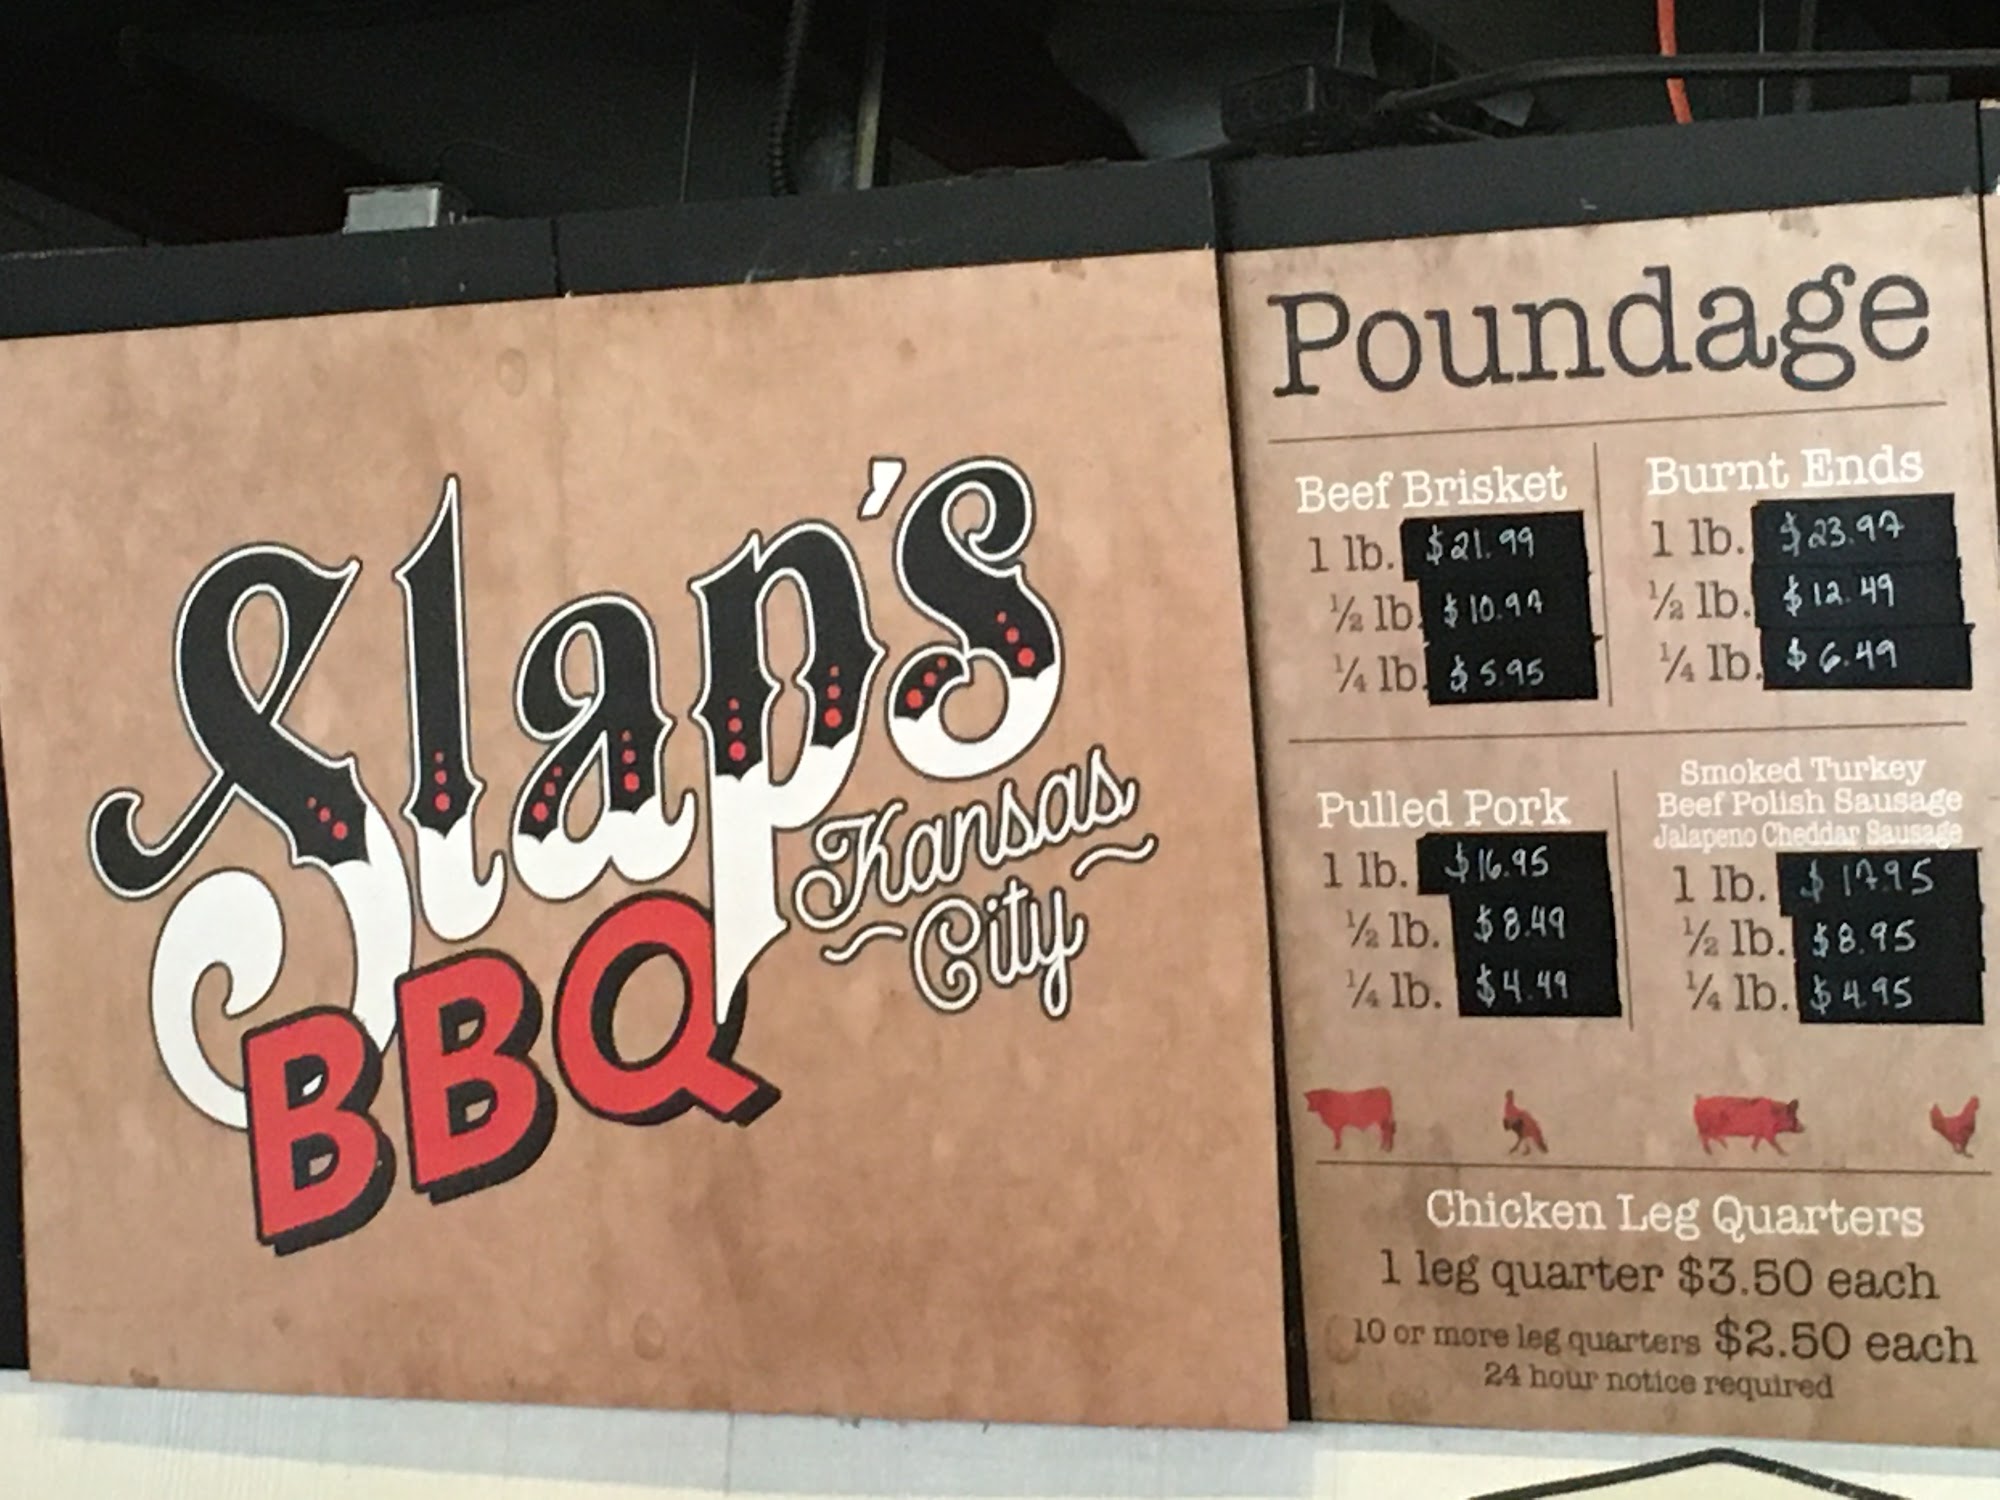 Slap's
BBQ
Kansas
City
Poundage
Beef Brisket
1 lb. $21.99
½ lb. $10.97
¼ lb. $5.95
Burnt Ends
1 lb. $23.97
½ lb. $12.49
¼ lb. $6.49
Pulled Pork
1 lb. $16.95
½ lb. $8.49
¼ lb. $4.49
Smoked Turkey
Beef Polish Sausage
Jalapeno Cheddar Sausage
1 lb. $17.95
½ lb. $8.95
¼ lb. $4.95
Chicken Leg Quarters
1 leg quarter $3.50 each
10 or more leg quarters $2.50 each
24 hour notice required